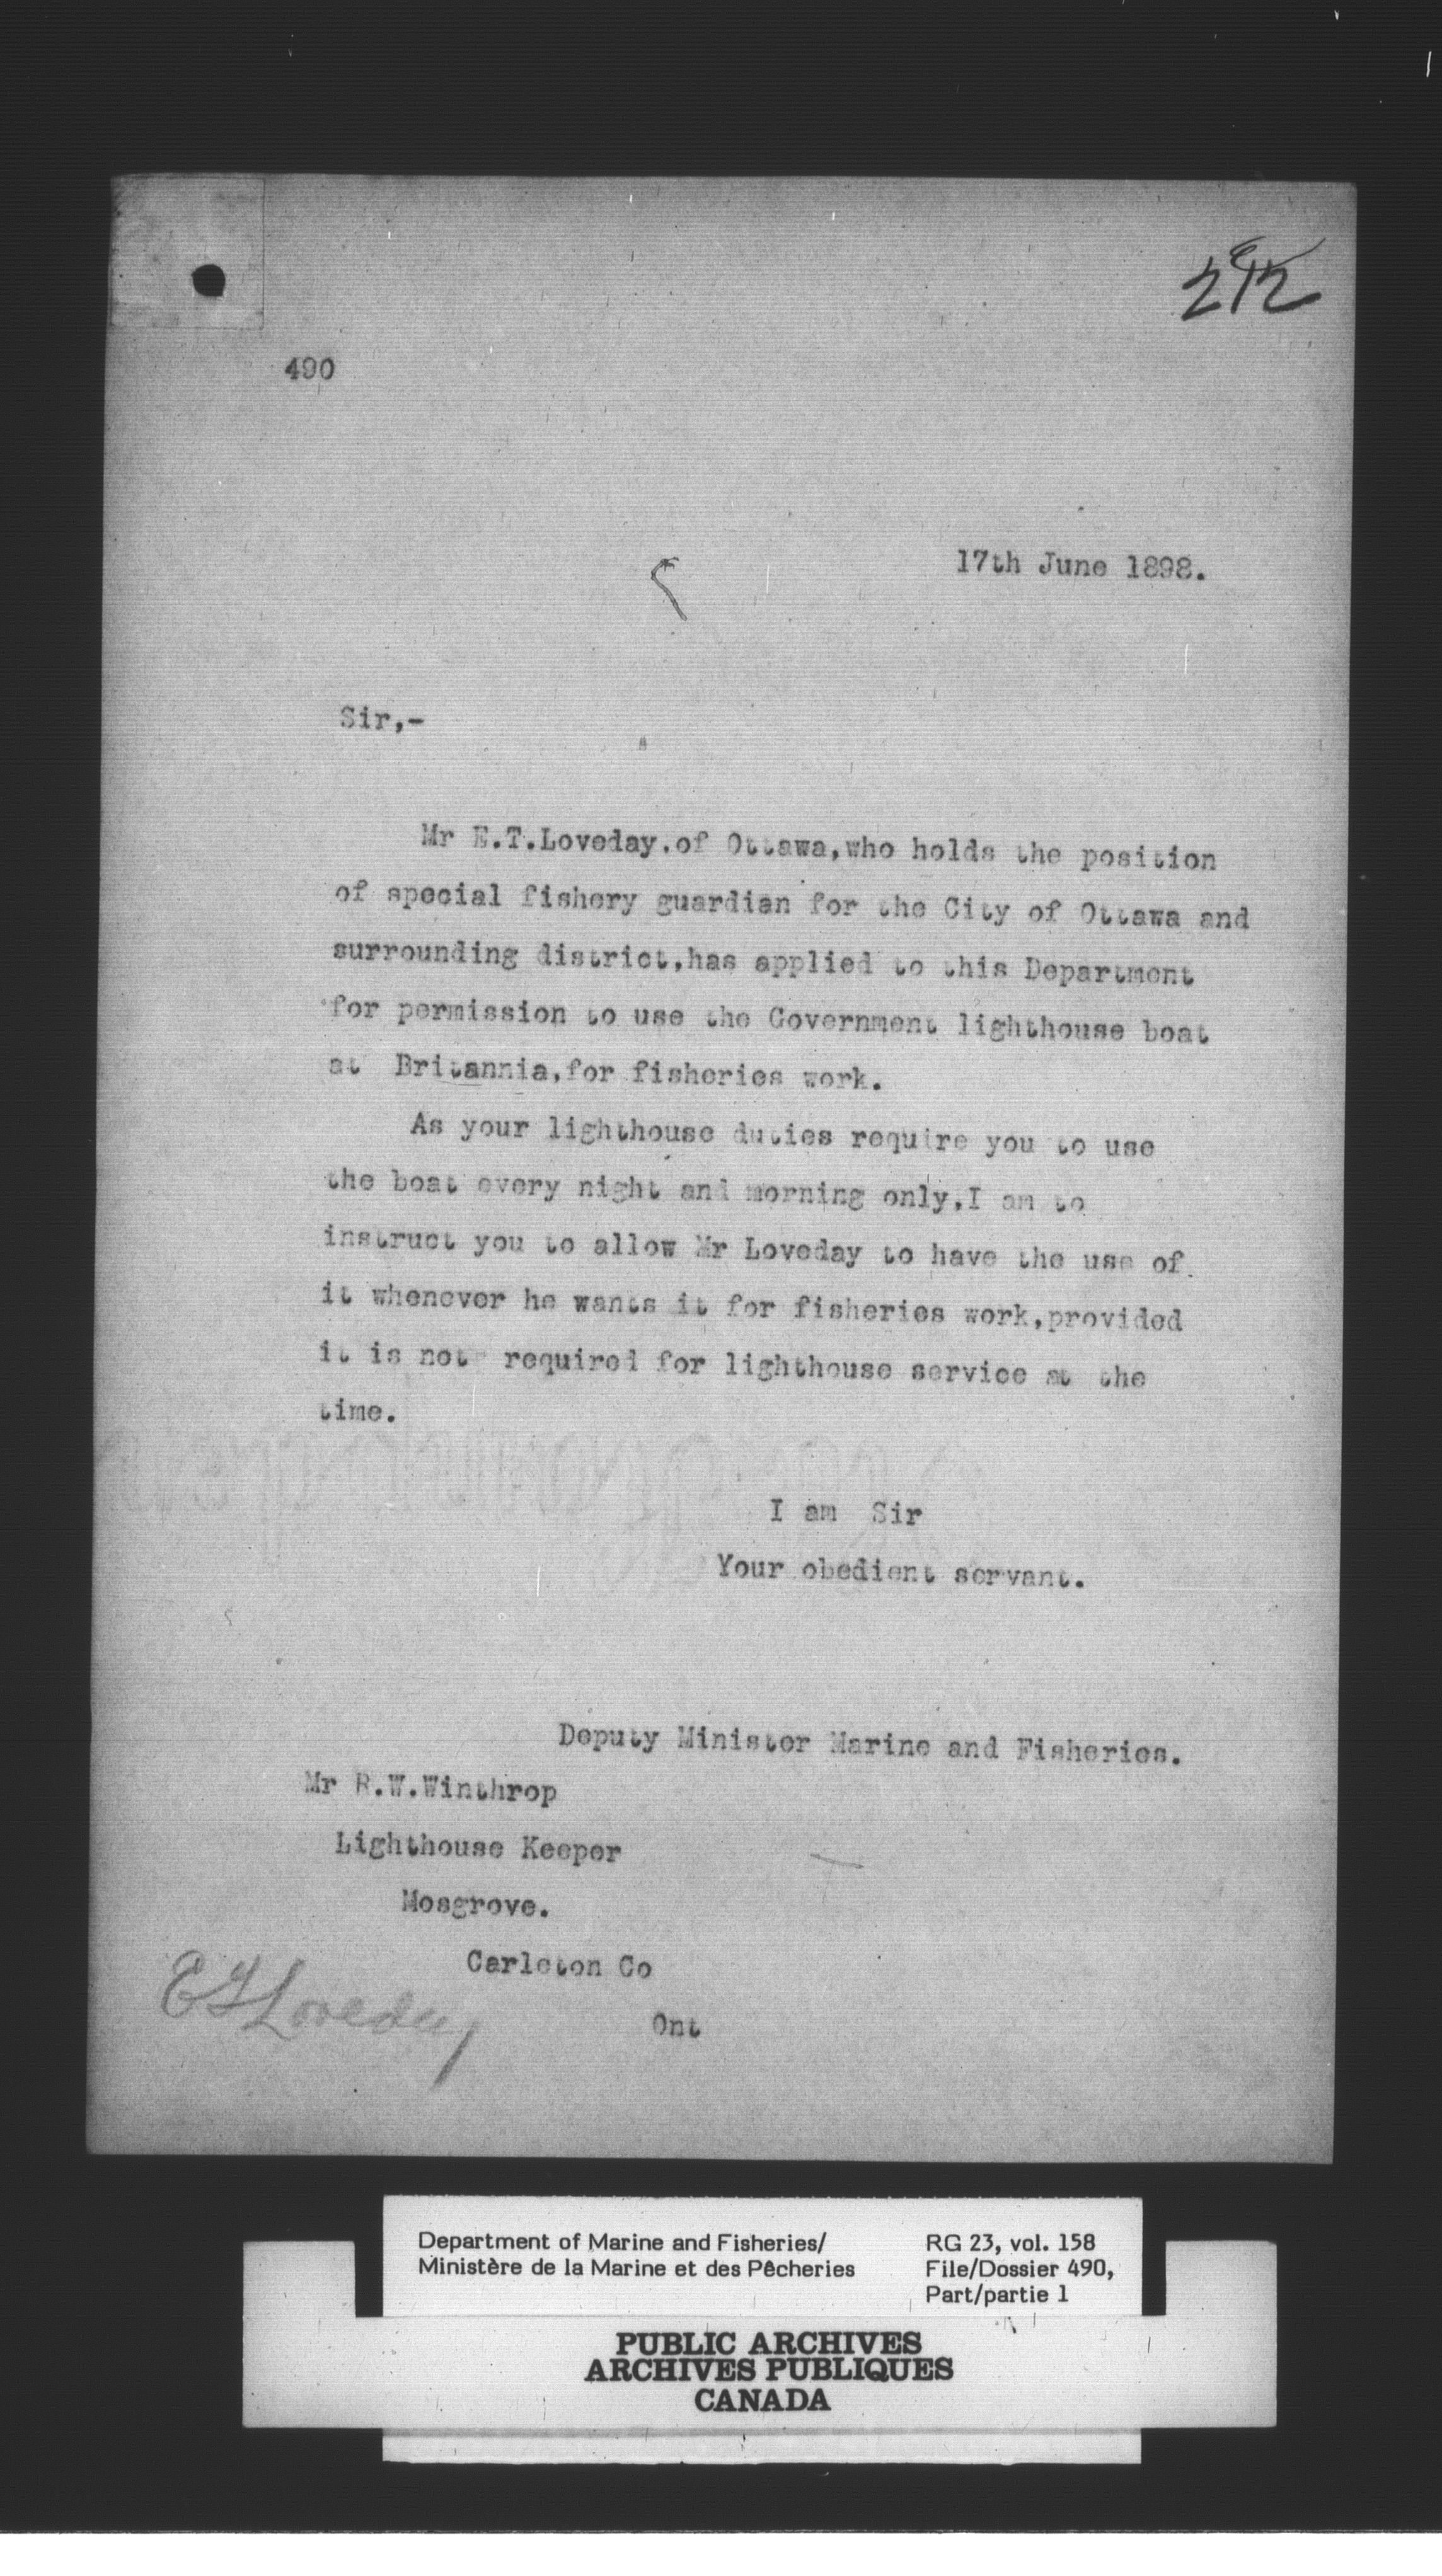 292
490
17th June 1898.
Sir,-
Mr E.T.Loveday.of Ottawa,who holds the position
of special fishery guardian for the City of Ottawa and
surrounding district,has applied to this Department
for permission to use the Government lighthouse boat
at Britannia,for fisheries work.
As your lighthouse duties require you to use
the boat every night and morning only,I am to
instruct you to allow Mr Loveday to have the use of
it whenever he wants it for fisheries work,provided
it is not required for lighthouse service at the
time.
I am Sir
Your obedient servant.
Deputy Minister Marine and Fisheries.
Mr R.W.Winthrop
Lighthouse Keeper
Mosgrove.
Carleton Co
Ont
E T Loveday
Department of Marine and Fisheries/ RG 23, vol. 158
Ministère de la Marine et des Pêcheries File/Dossier 490,
Part/partie 1
PUBLIC ARCHIVES
ARCHIVES PUBLIQUES
CANADA